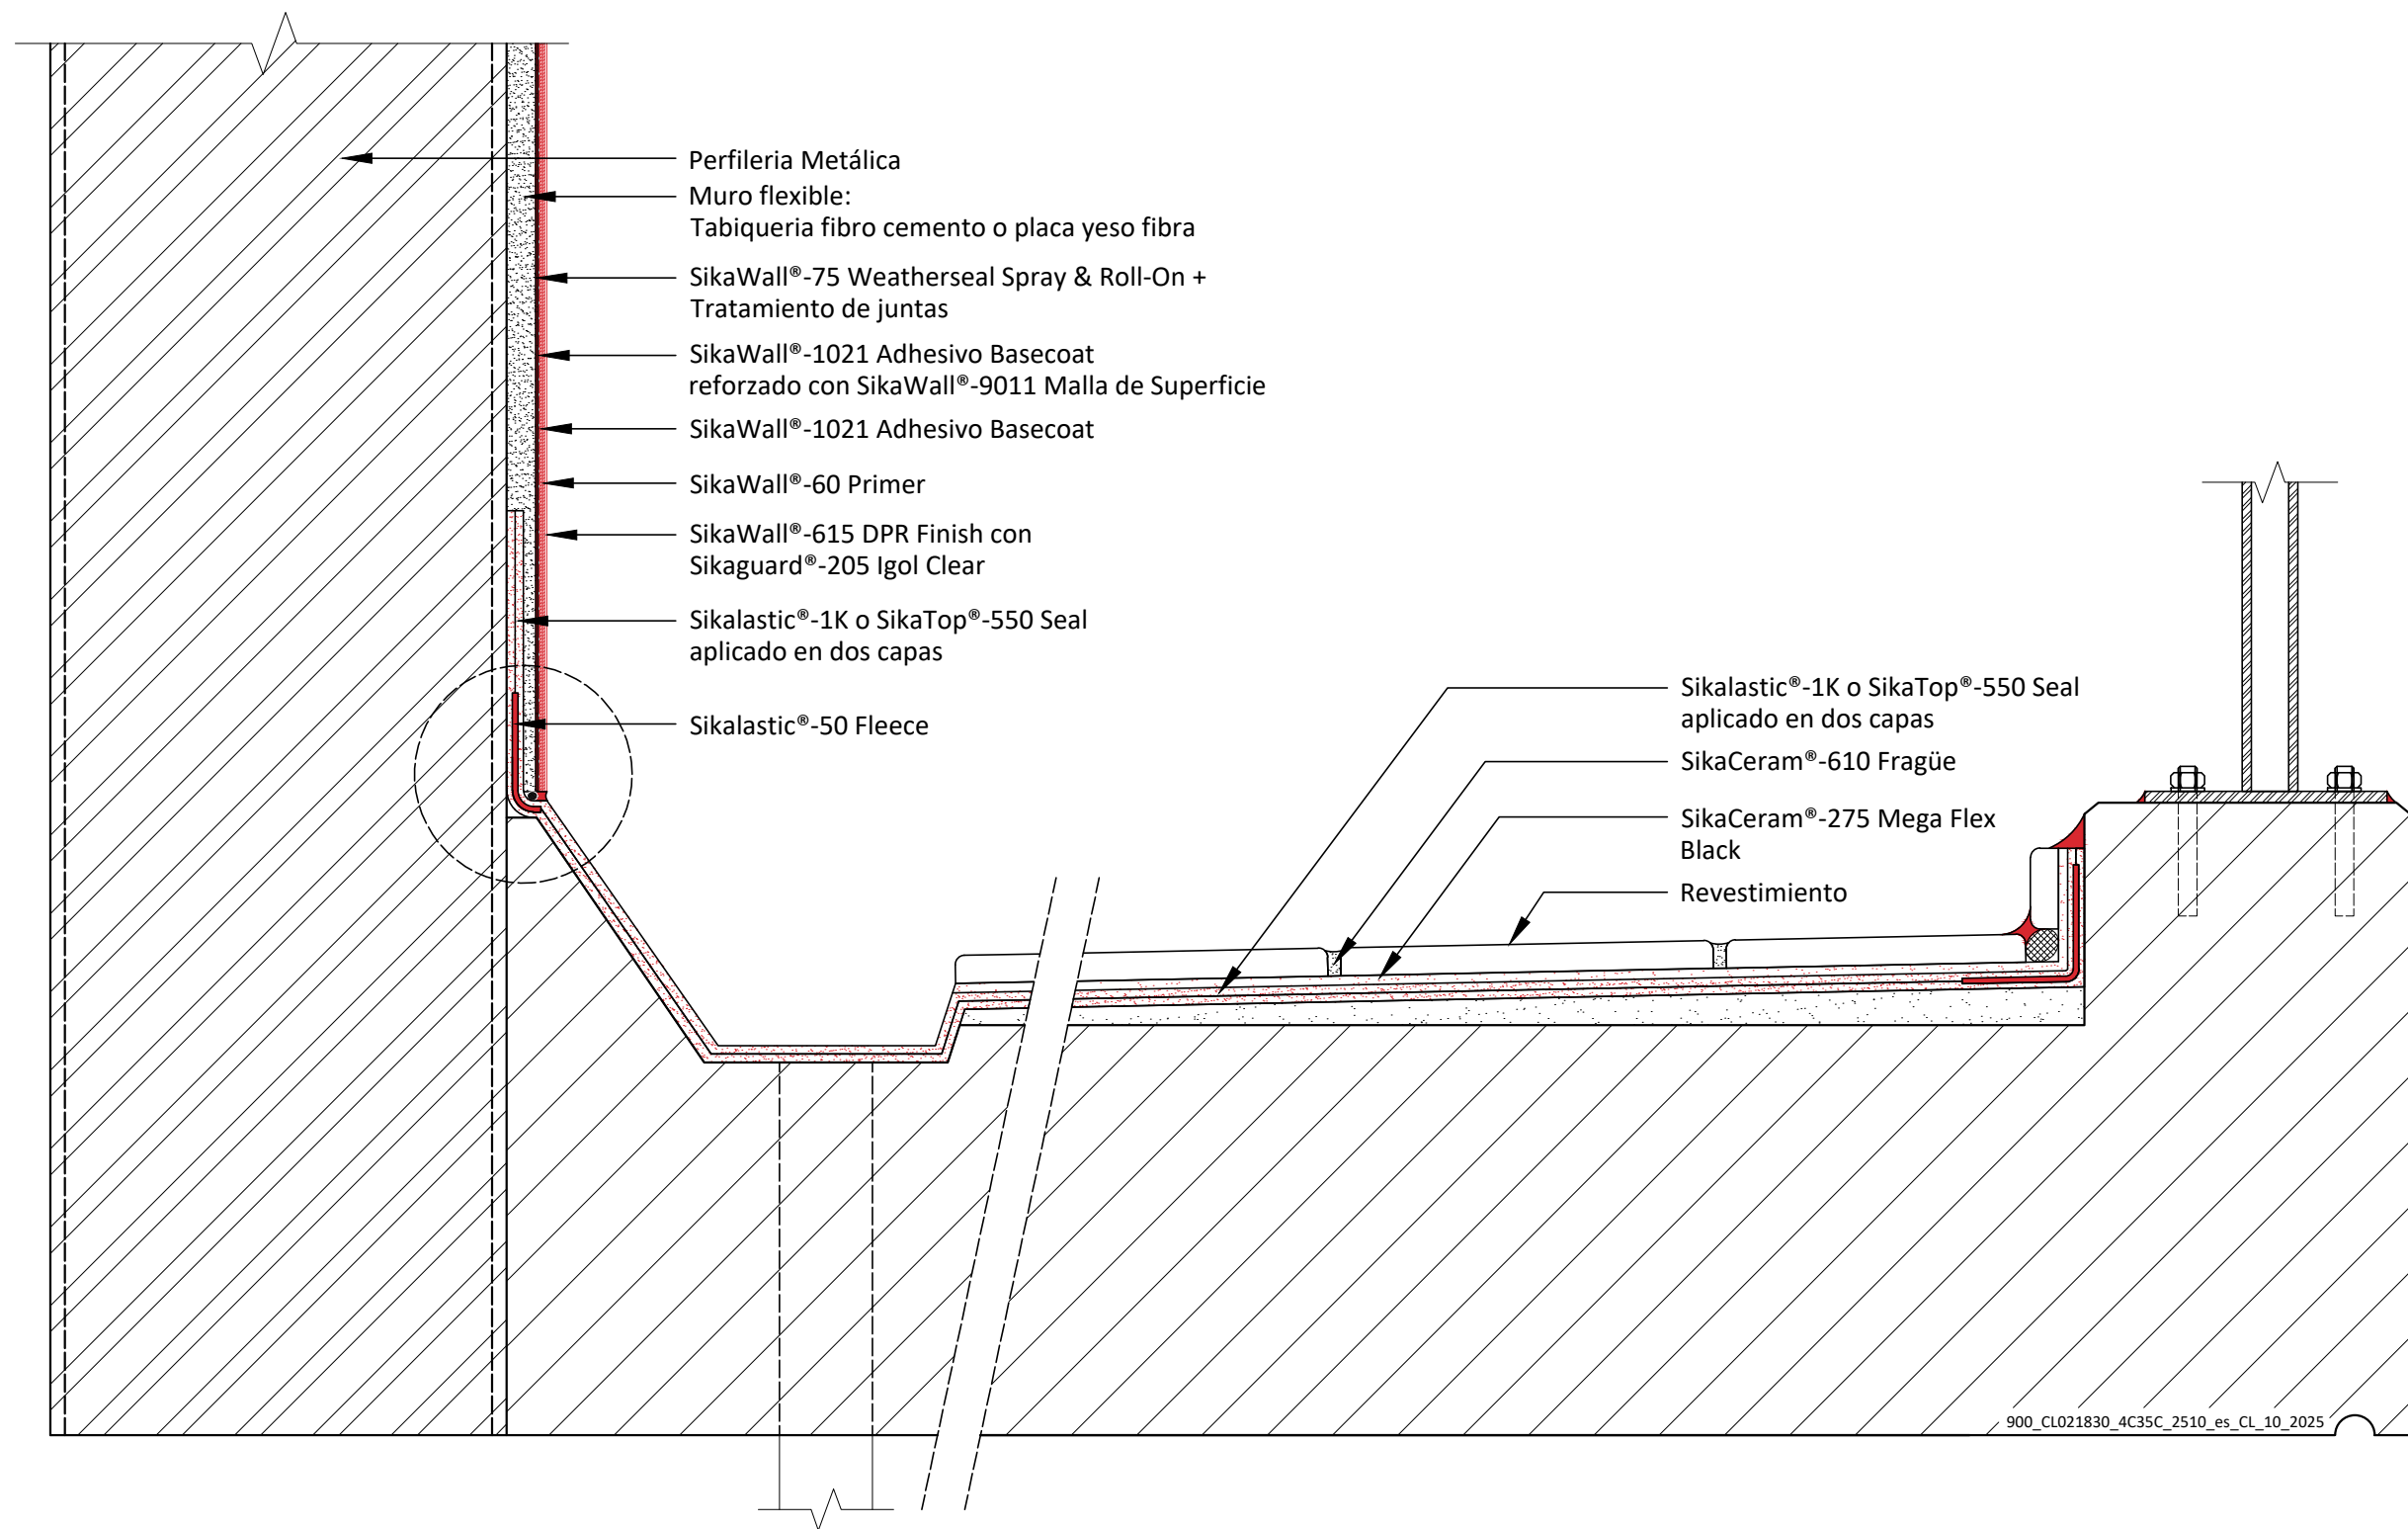 Perfileria Metálica
Muro flexible:
Tabiqueria fibro cemento o placa yeso fibra
SikaWall®-75 Weatherseal Spray & Roll-On +
Tratamiento de juntas
SikaWall®-1021 Adhesivo Basecoat
reforzado con SikaWall®-9011 Malla de Superficie
SikaWall®-1021 Adhesivo Basecoat
SikaWall®-60 Primer
SikaWall®-615 DPR Finish con
Sikaguard®-205 Igol Clear
Sikalastic®-1K o SikaTop®-550 Seal
aplicado en dos capas
Sikalastic®-50 Fleece
Sikalastic®-1K o SikaTop®-550 Seal
aplicado en dos capas
SikaCeram®-610 Fragüe
SikaCeram®-275 Mega Flex
Black
Revestimiento
900_CL021830_4C35C_2510_es_CL_10_2025